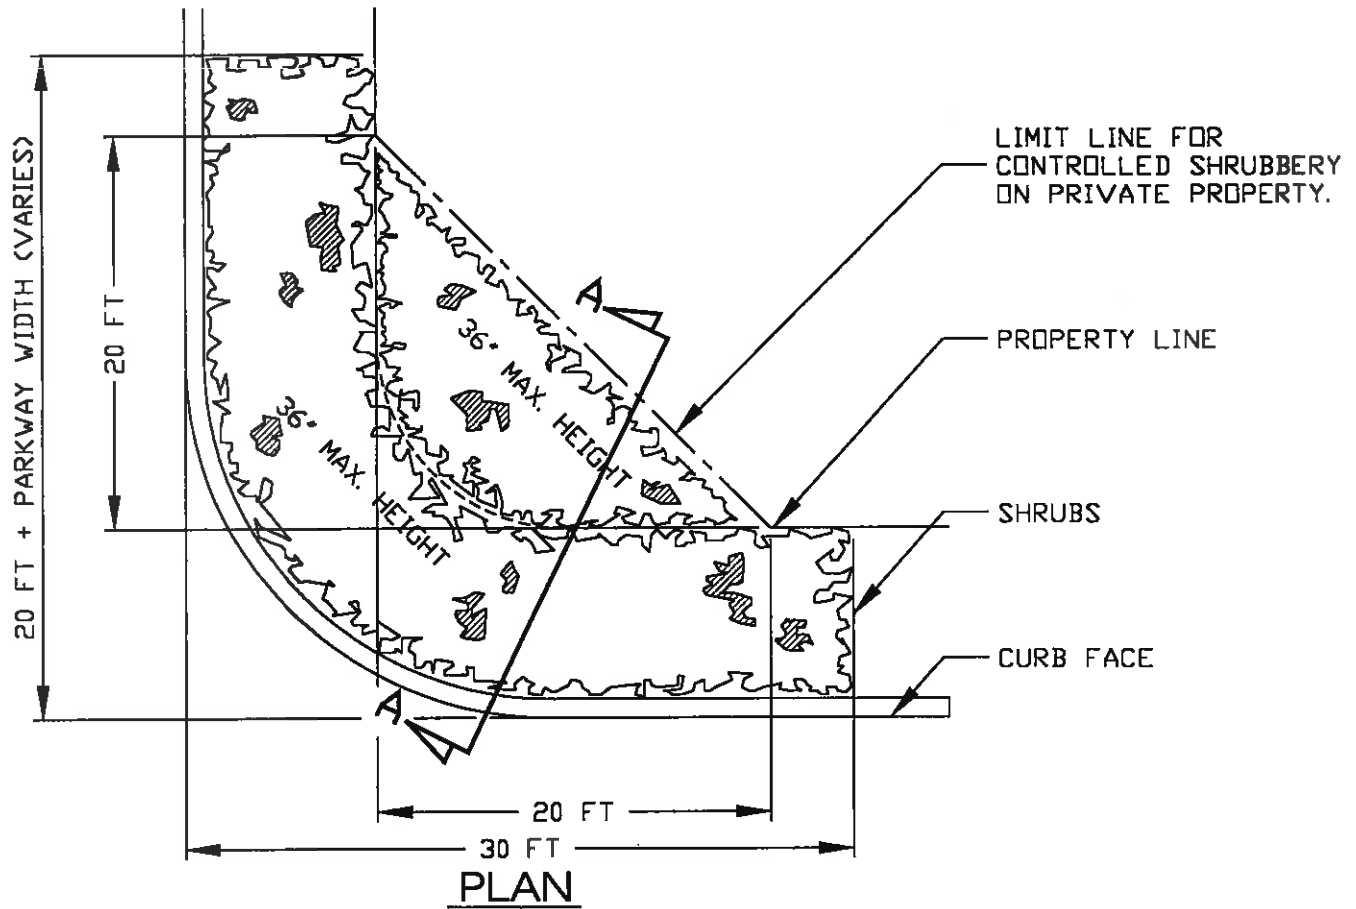 LIMIT LINE FOR
CONTROLLED SHRUBBERY
ON PRIVATE PROPERTY.
20 FT + PARKWAY WIDTH (VARIES)
20 FT
A
36" MAX. HEIGHT
PROPERTY LINE
36" MAX. HEIGHT
SHRUBS
CURB FACE
A
20 FT
30 FT
PLAN